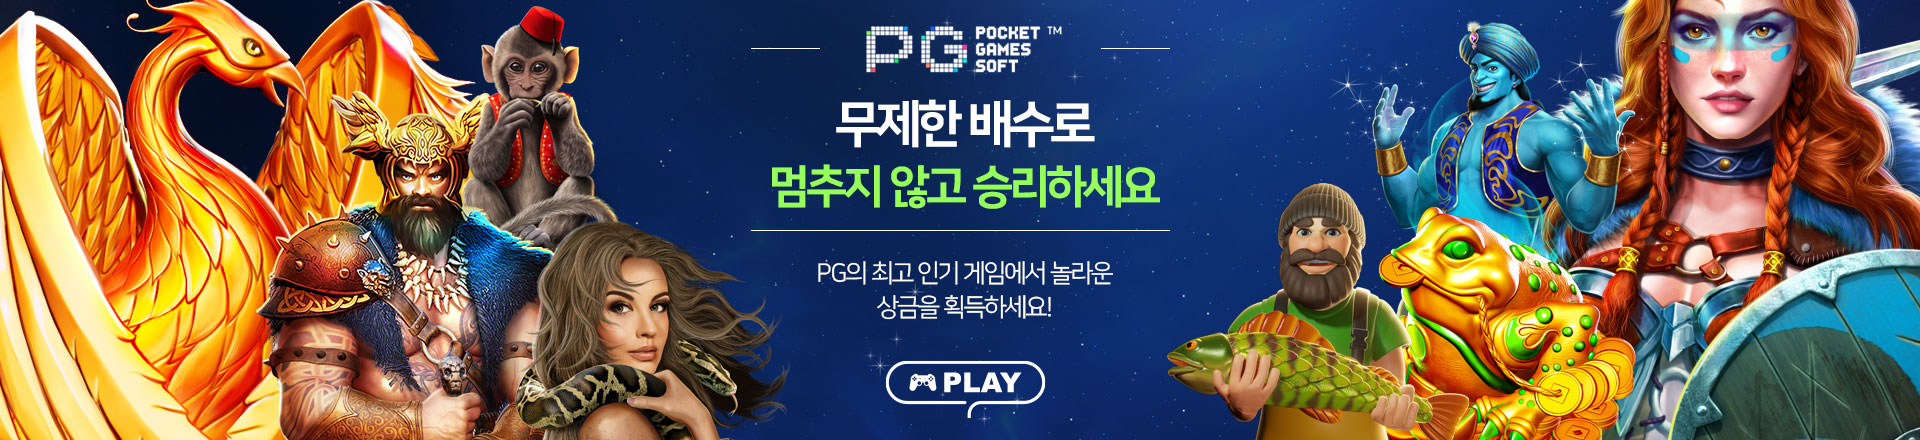 PG POCKET GAMES SOFT ™
무제한 배수로
멈추지 않고 승리하세요
PG의 최고 인기 게임에서 놀라운
상금을 획득하세요!
PLAY